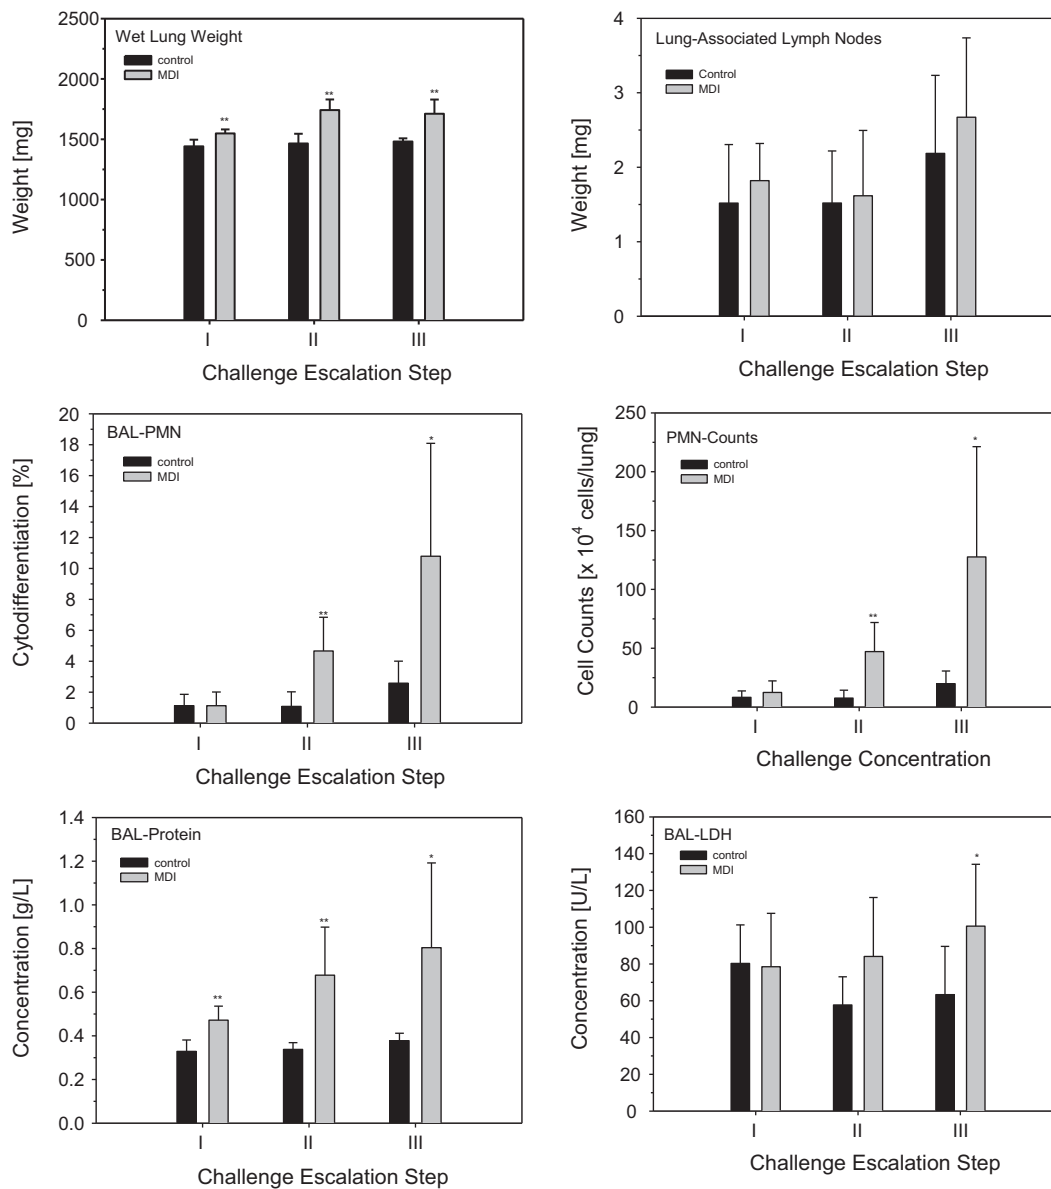 Wet Lung Weight
control
MDI
2500
2000
1500
1000
500
0
Weight [mg]
** ** **
I II III
Challenge Escalation Step
Lung-Associated Lymph Nodes
Control
MDI
4
3
2
1
0
Weight [mg]
I II III
Challenge Escalation Step
BAL-PMN
control
MDI
20
18
16
14
12
10
8
6
4
2
0
Cytodifferentiation [%]
** *
I II III
Challenge Escalation Step
PMN-Counts
control
MDI
250
200
150
100
50
0
Cell Counts [x 10⁴ cells/lung]
** *
I II III
Challenge Concentration
BAL-Protein
control
MDI
1.4
1.2
1.0
0.8
0.6
0.4
0.2
0.0
Concentration [g/L]
** ** *
I II III
Challenge Escalation Step
BAL-LDH
control
MDI
160
140
120
100
80
60
40
20
0
Concentration [U/L]
*
I II III
Challenge Escalation Step